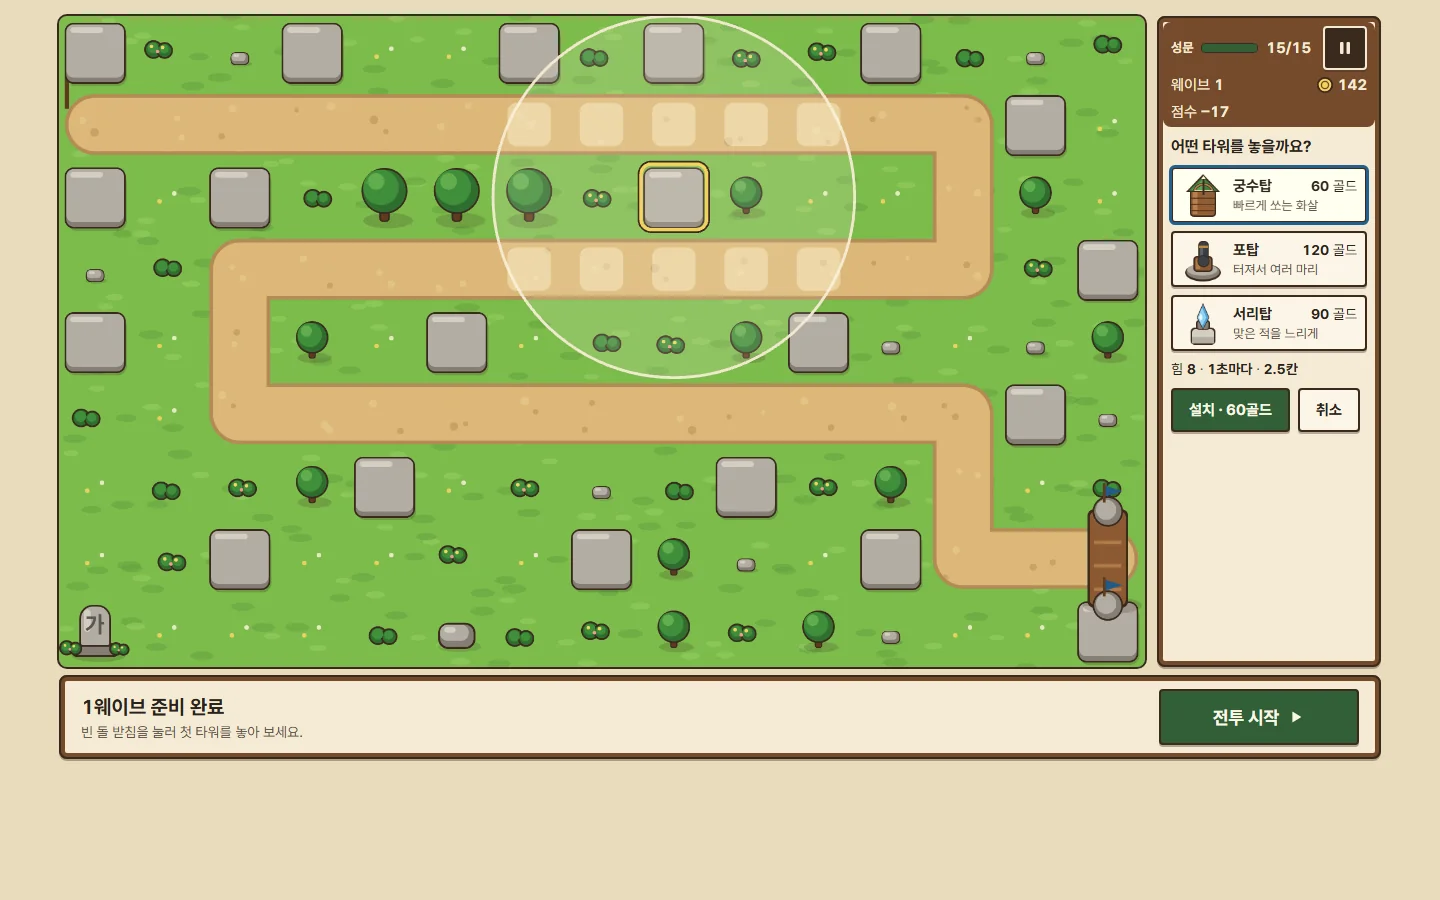 성문 15/15
웨이브 1 142
점수 −17
어떤 타워를 놓을까요?
궁수탑 60 골드
빠르게 쏘는 화살
포탑 120 골드
터져서 여러 마리
서리탑 90 골드
맞은 적을 느리게
힘 8 · 1초마다 · 2.5칸
설치 · 60골드 취소
가
1웨이브 준비 완료
빈 돌 받침을 눌러 첫 타워를 놓아 보세요.
전투 시작